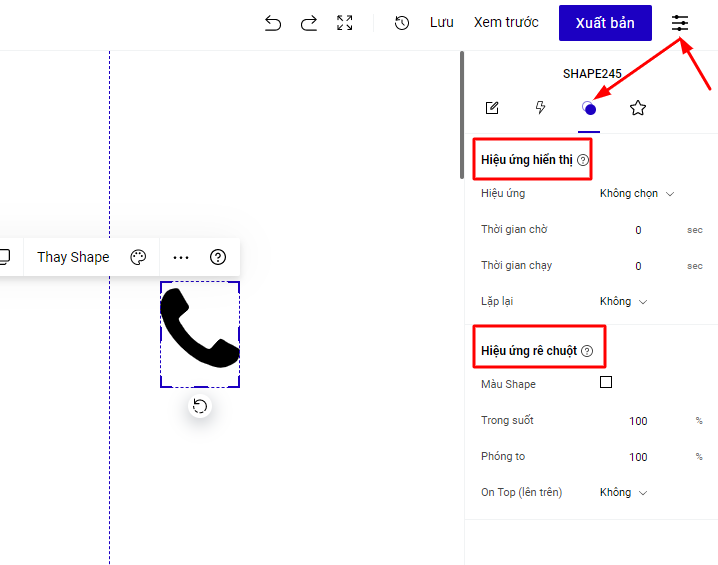 Lưu Xem trước Xuất bản
SHAPE245
Hiệu ứng hiển thị ?
Hiệu ứng Không chọn
Thời gian chờ 0 sec
Thời gian chạy 0 sec
Lặp lại Không
Thay Shape ... ?
Hiệu ứng rê chuột ?
Màu Shape
Trong suốt 100 %
Phóng to 100 %
On Top (lên trên) Không